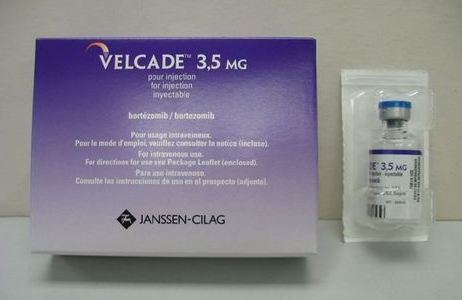 VELCADE™ 3,5 MG
pour injection
for injection
inyectable
bortézomib / bortezomib
Pour usage intraveineux.
Pour le mode d'emploi, veuillez consulter la notice (incluse).
For intravenous use.
For directions for use see Package Leaflet (enclosed).
Para uso intravenoso.
Consulte las instrucciones de uso en el prospecto (adjunto).
JANSSEN-CILAG
CADE™ 3,5 MG